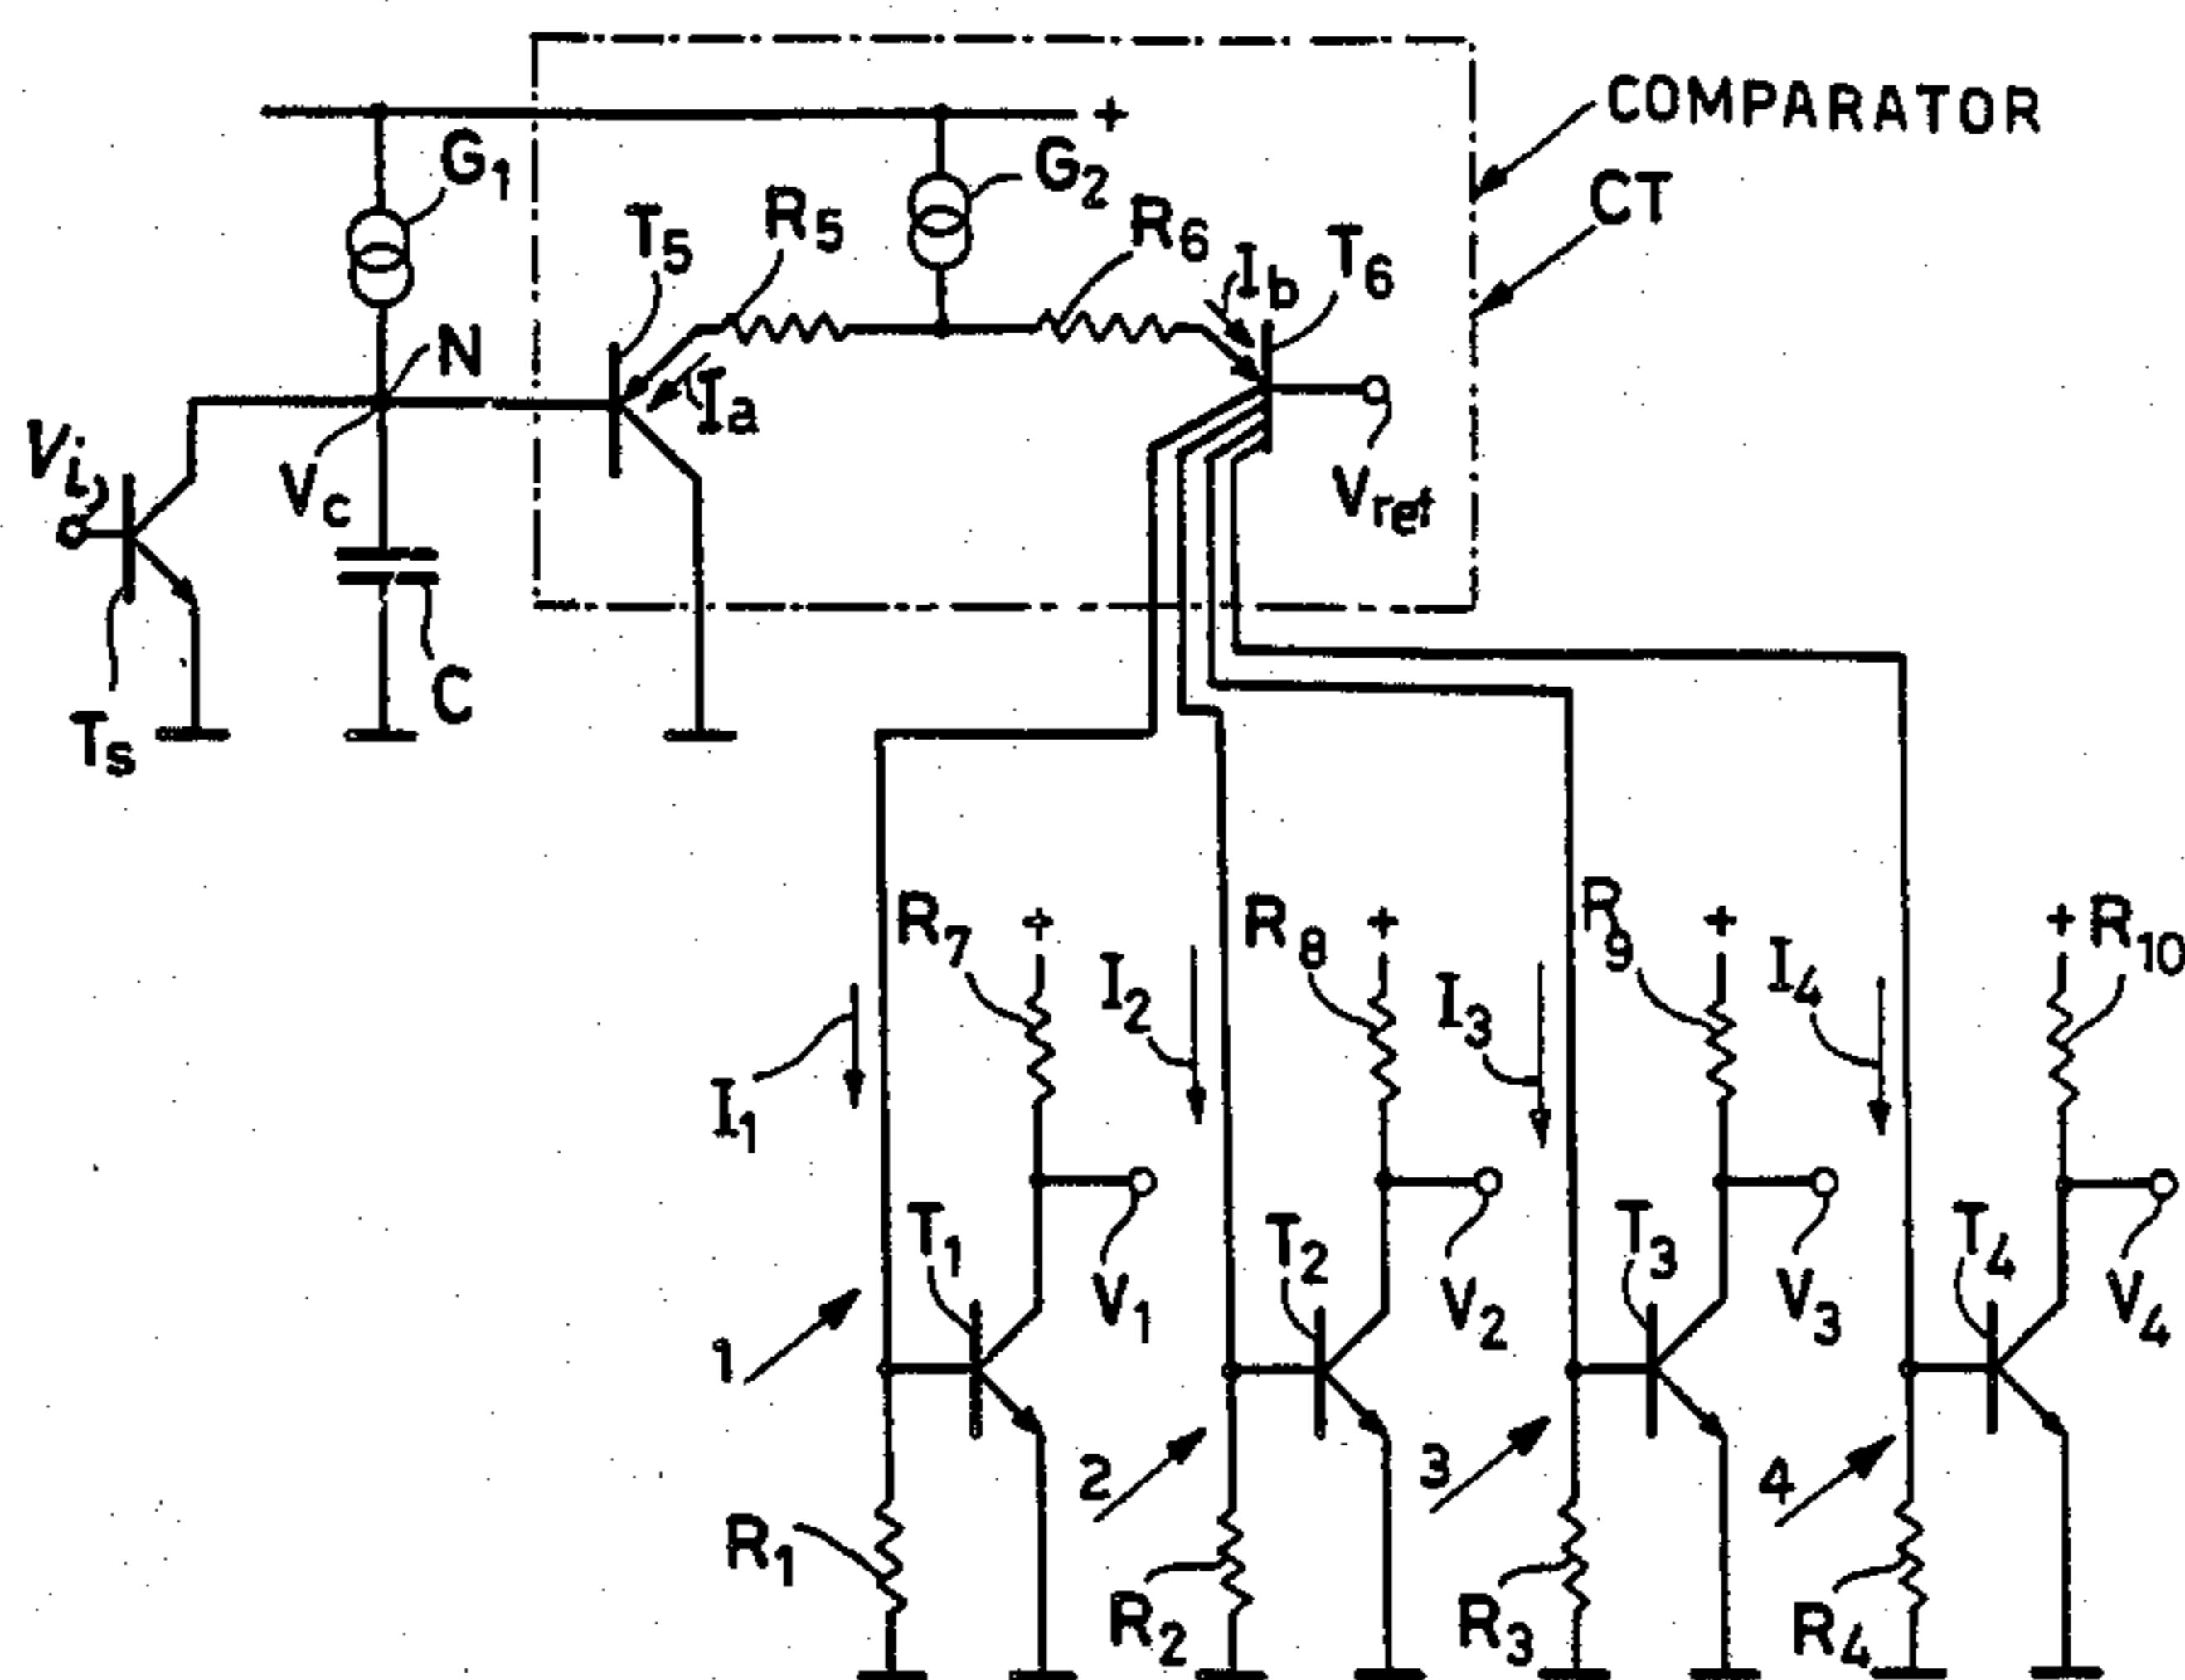 COMPARATOR
CT
+
G1
G2
T5
R5
R6
Ib
T6
N
Ia
Vi
Vc
Vref
C
Ts
R7
+
R8
+
R9
+
+
R10
I1
I2
I3
I4
T1
V1
T2
V2
T3
V3
T4
V4
1
2
3
4
R1
R2
R3
R4